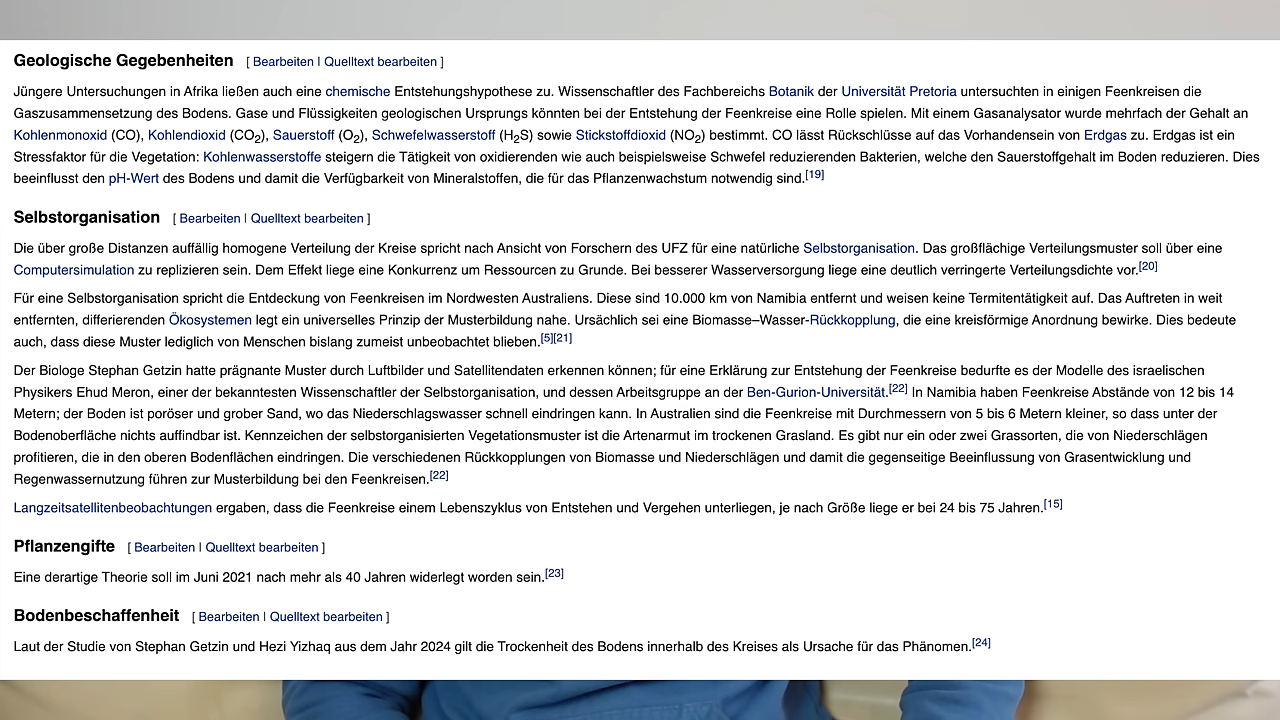 Geologische Gegebenheiten [ Bearbeiten | Quelltext bearbeiten ]
Jüngere Untersuchungen in Afrika ließen auch eine chemische Entstehungshypothese zu. Wissenschaftler des Fachbereichs Botanik der Universität Pretoria untersuchten in einigen Feenkreisen die
Gaszusammensetzung des Bodens. Gase und Flüssigkeiten geologischen Ursprungs könnten bei der Entstehung der Feenkreise eine Rolle spielen. Mit einem Gasanalysator wurde mehrfach der Gehalt an
Kohlenmonoxid (CO), Kohlendioxid (CO2), Sauerstoff (O2), Schwefelwasserstoff (H2S) sowie Stickstoffdioxid (NO2) bestimmt. CO lässt Rückschlüsse auf das Vorhandensein von Erdgas zu. Erdgas ist ein
Stressfaktor für die Vegetation: Kohlenwasserstoffe steigern die Tätigkeit von oxidierenden wie auch beispielsweise Schwefel reduzierenden Bakterien, welche den Sauerstoffgehalt im Boden reduzieren. Dies
beeinflusst den pH-Wert des Bodens und damit die Verfügbarkeit von Mineralstoffen, die für das Pflanzenwachstum notwendig sind.[19]
Selbstorganisation [ Bearbeiten | Quelltext bearbeiten ]
Die über große Distanzen auffällig homogene Verteilung der Kreise spricht nach Ansicht von Forschern des UFZ für eine natürliche Selbstorganisation. Das großflächige Verteilungsmuster soll über eine
Computersimulation zu replizieren sein. Dem Effekt liege eine Konkurrenz um Ressourcen zu Grunde. Bei besserer Wasserversorgung liege eine deutlich verringerte Verteilungsdichte vor.[20]
Für eine Selbstorganisation spricht die Entdeckung von Feenkreisen im Nordwesten Australiens. Diese sind 10.000 km von Namibia entfernt und weisen keine Termitentätigkeit auf. Das Auftreten in weit
entfernten, differierenden Ökosystemen legt ein universelles Prinzip der Musterbildung nahe. Ursächlich sei eine Biomasse–Wasser-Rückkopplung, die eine kreisförmige Anordnung bewirke. Dies bedeute
auch, dass diese Muster lediglich von Menschen bislang zumeist unbeobachtet blieben.[5][21]
Der Biologe Stephan Getzin hatte prägnante Muster durch Luftbilder und Satellitendaten erkennen können; für eine Erklärung zur Entstehung der Feenkreise bedurfte es der Modelle des israelischen
Physikers Ehud Meron, einer der bekanntesten Wissenschaftler der Selbstorganisation, und dessen Arbeitsgruppe an der Ben-Gurion-Universität.[22] In Namibia haben Feenkreise Abstände von 12 bis 14
Metern; der Boden ist poröser und grober Sand, wo das Niederschlagswasser schnell eindringen kann. In Australien sind die Feenkreise mit Durchmessern von 5 bis 6 Metern kleiner, so dass unter der
Bodenoberfläche nichts auffindbar ist. Kennzeichen der selbstorganisierten Vegetationsmuster ist die Artenarmut im trockenen Grasland. Es gibt nur ein oder zwei Grassorten, die von Niederschlägen
profitieren, die in den oberen Bodenflächen eindringen. Die verschiedenen Rückkopplungen von Biomasse und Niederschlägen und damit die gegenseitige Beeinflussung von Grasentwicklung und
Regenwassernutzung führen zur Musterbildung bei den Feenkreisen.[22]
Langzeitsatellitenbeobachtungen ergaben, dass die Feenkreise einem Lebenszyklus von Entstehen und Vergehen unterliegen, je nach Größe liege er bei 24 bis 75 Jahren.[15]
Pflanzengifte [ Bearbeiten | Quelltext bearbeiten ]
Eine derartige Theorie soll im Juni 2021 nach mehr als 40 Jahren widerlegt worden sein.[23]
Bodenbeschaffenheit [ Bearbeiten | Quelltext bearbeiten ]
Laut der Studie von Stephan Getzin und Hezi Yizhaq aus dem Jahr 2024 gilt die Trockenheit des Bodens innerhalb des Kreises als Ursache für das Phänomen.[24]